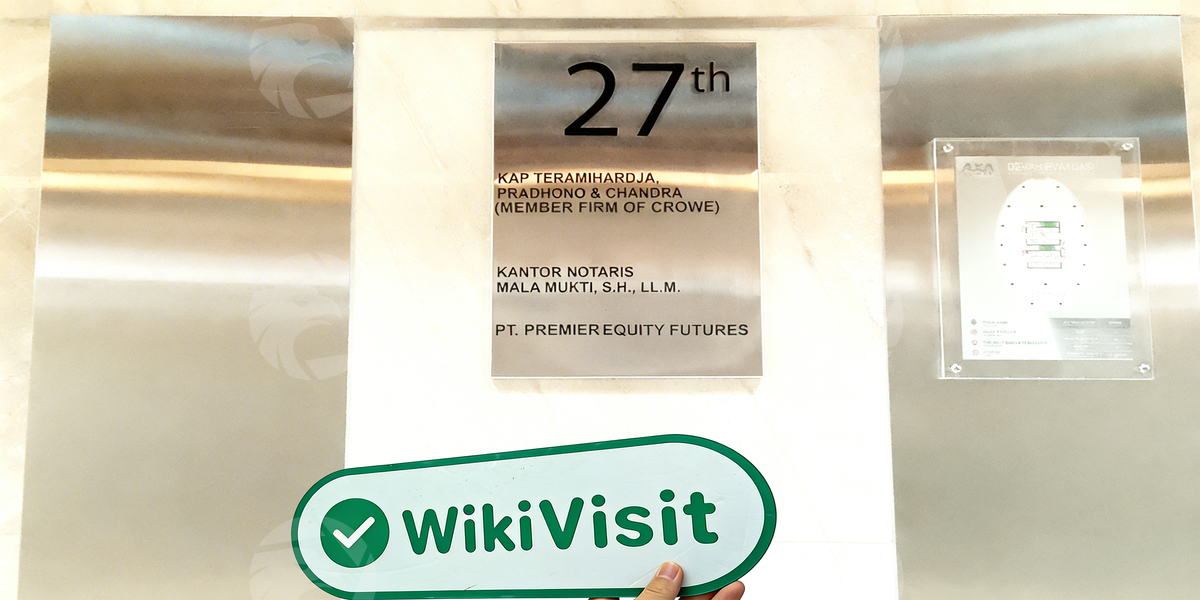 27th
KAP TERAMIHARDJA,
PRADHONO & CHANDRA
(MEMBER FIRM OF CROWE)
KANTOR NOTARIS
MALA MUKTI, S.H., LL.M.
PT. PREMIER EQUITY FUTURES
AXA
WikiVisit